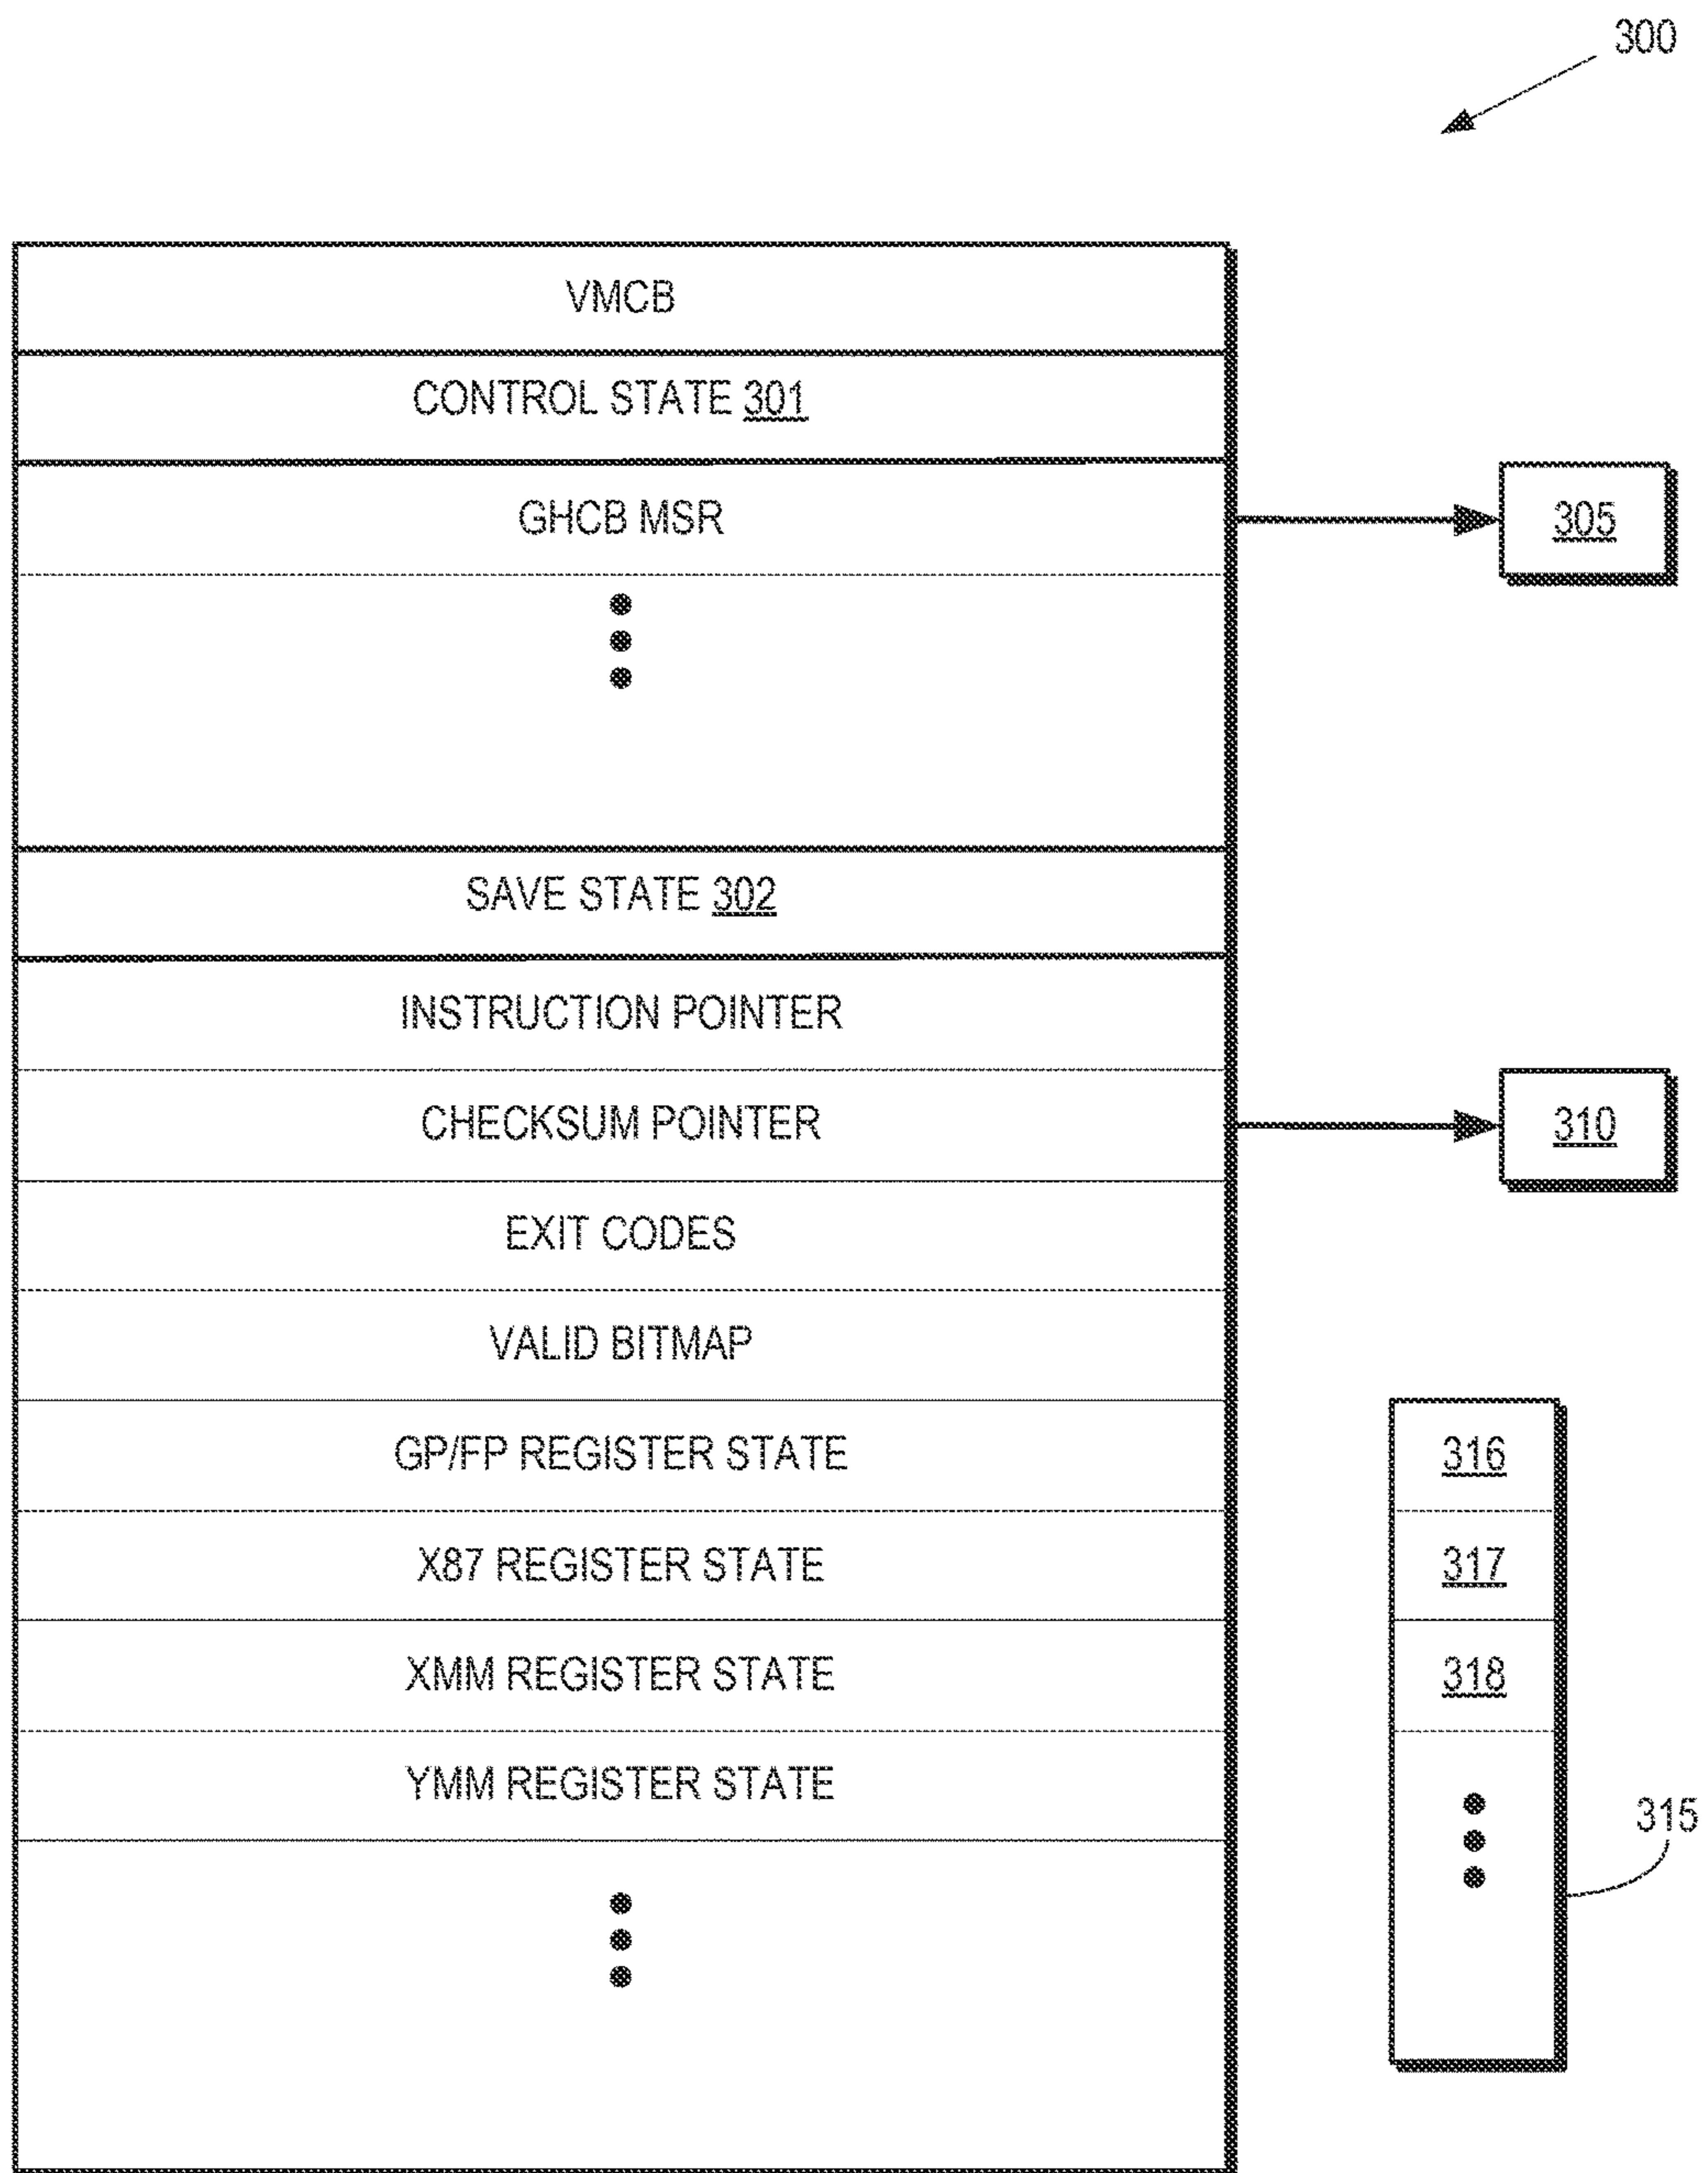 300
VMCB
CONTROL STATE 301
GHCB MSR
305
SAVE STATE 302
INSTRUCTION POINTER
CHECKSUM POINTER
310
EXIT CODES
VALID BITMAP
GP/FP REGISTER STATE
316
X87 REGISTER STATE
317
XMM REGISTER STATE
318
YMM REGISTER STATE
315